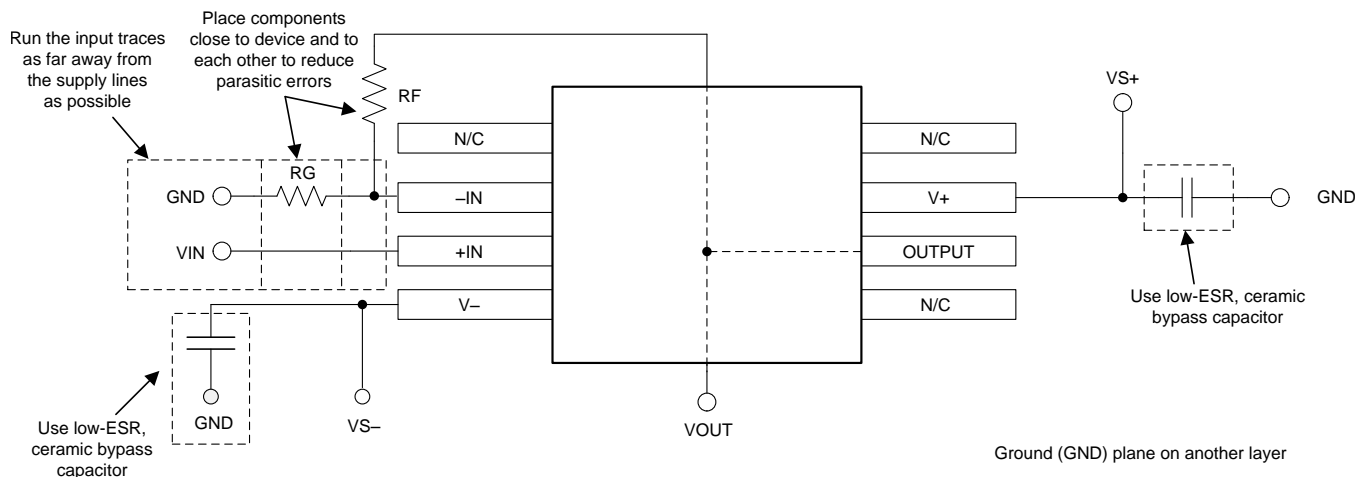 Place components
close to device and to
each other to reduce
parasitic errors
Run the input traces
as far away from
the supply lines
as possible
RF
VS+
N/C
N/C
RG
GND
–IN
V+
GND
VIN
+IN
OUTPUT
V–
N/C
Use low-ESR, ceramic
bypass capacitor
GND
VS–
VOUT
Use low-ESR,
ceramic bypass
capacitor
Ground (GND) plane on another layer